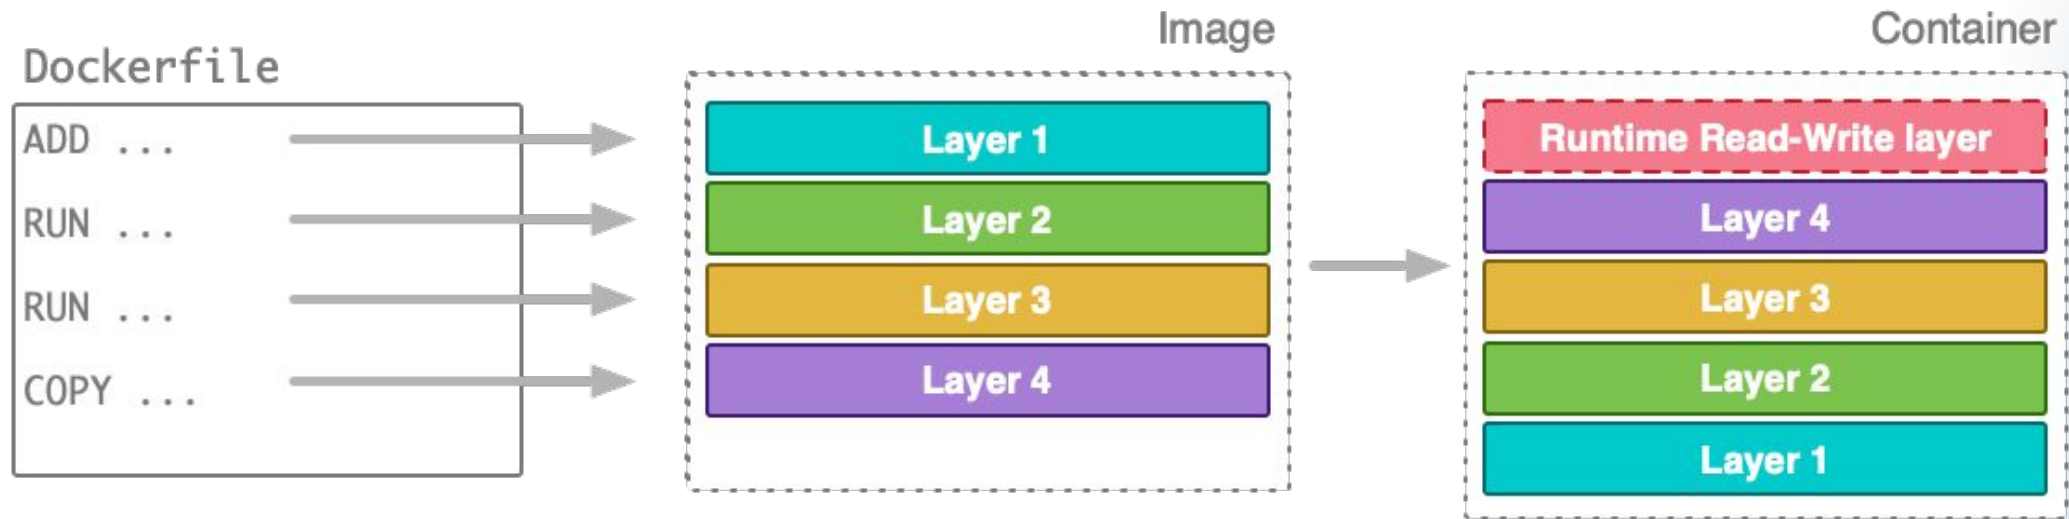 Dockerfile
ADD ...
RUN ...
RUN ...
COPY ...
Image
Layer 1
Layer 2
Layer 3
Layer 4
Container
Runtime Read-Write layer
Layer 4
Layer 3
Layer 2
Layer 1